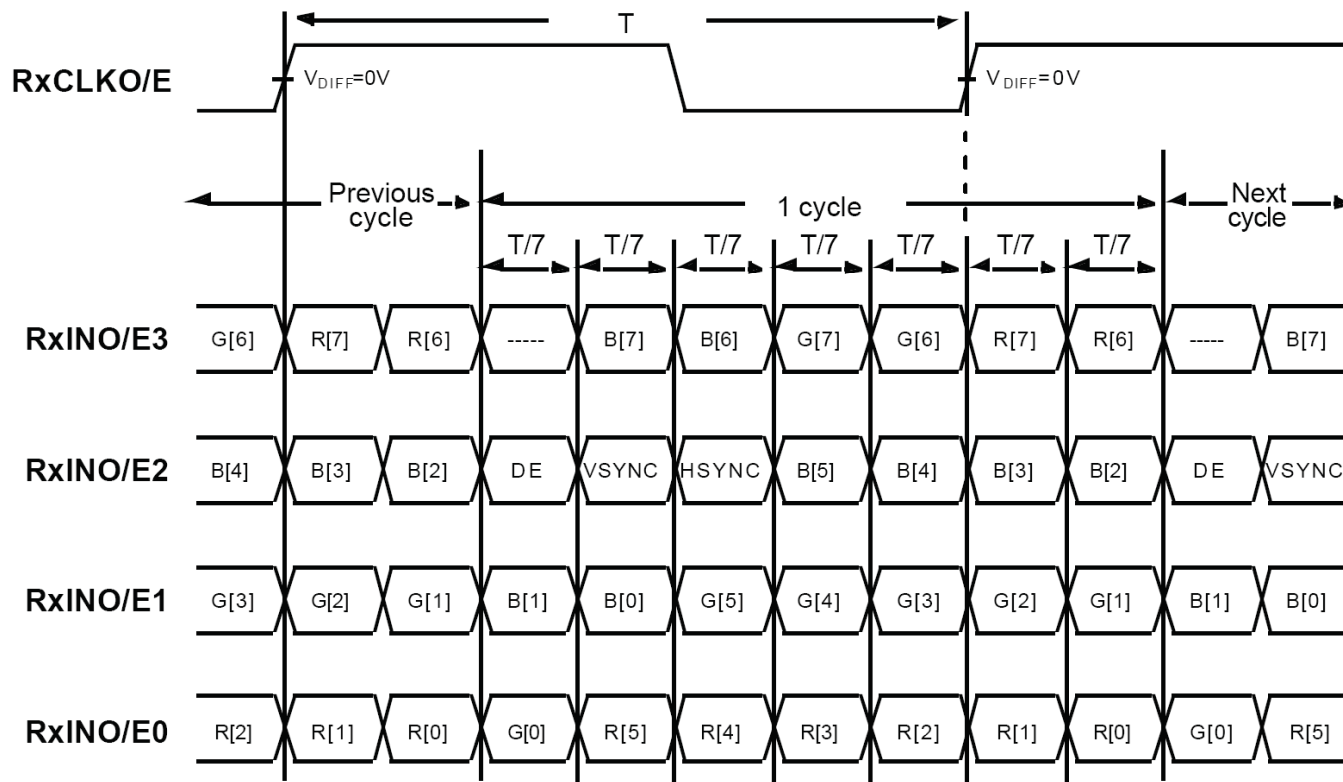 T
RxCLKO/E
V DIFF=0V
V DIFF=0V
Previous
cycle
1 cycle
Next
cycle
T/7 T/7 T/7 T/7 T/7 T/7 T/7
RxINO/E3 G[6] R[7] R[6] ----- B[7] B[6] G[7] G[6] R[7] R[6] ----- B[7]
RxINO/E2 B[4] B[3] B[2] DE VSYNC HSYNC B[5] B[4] B[3] B[2] DE VSYNC
RxINO/E1 G[3] G[2] G[1] B[1] B[0] G[5] G[4] G[3] G[2] G[1] B[1] B[0]
RxINO/E0 R[2] R[1] R[0] G[0] R[5] R[4] R[3] R[2] R[1] R[0] G[0] R[5]